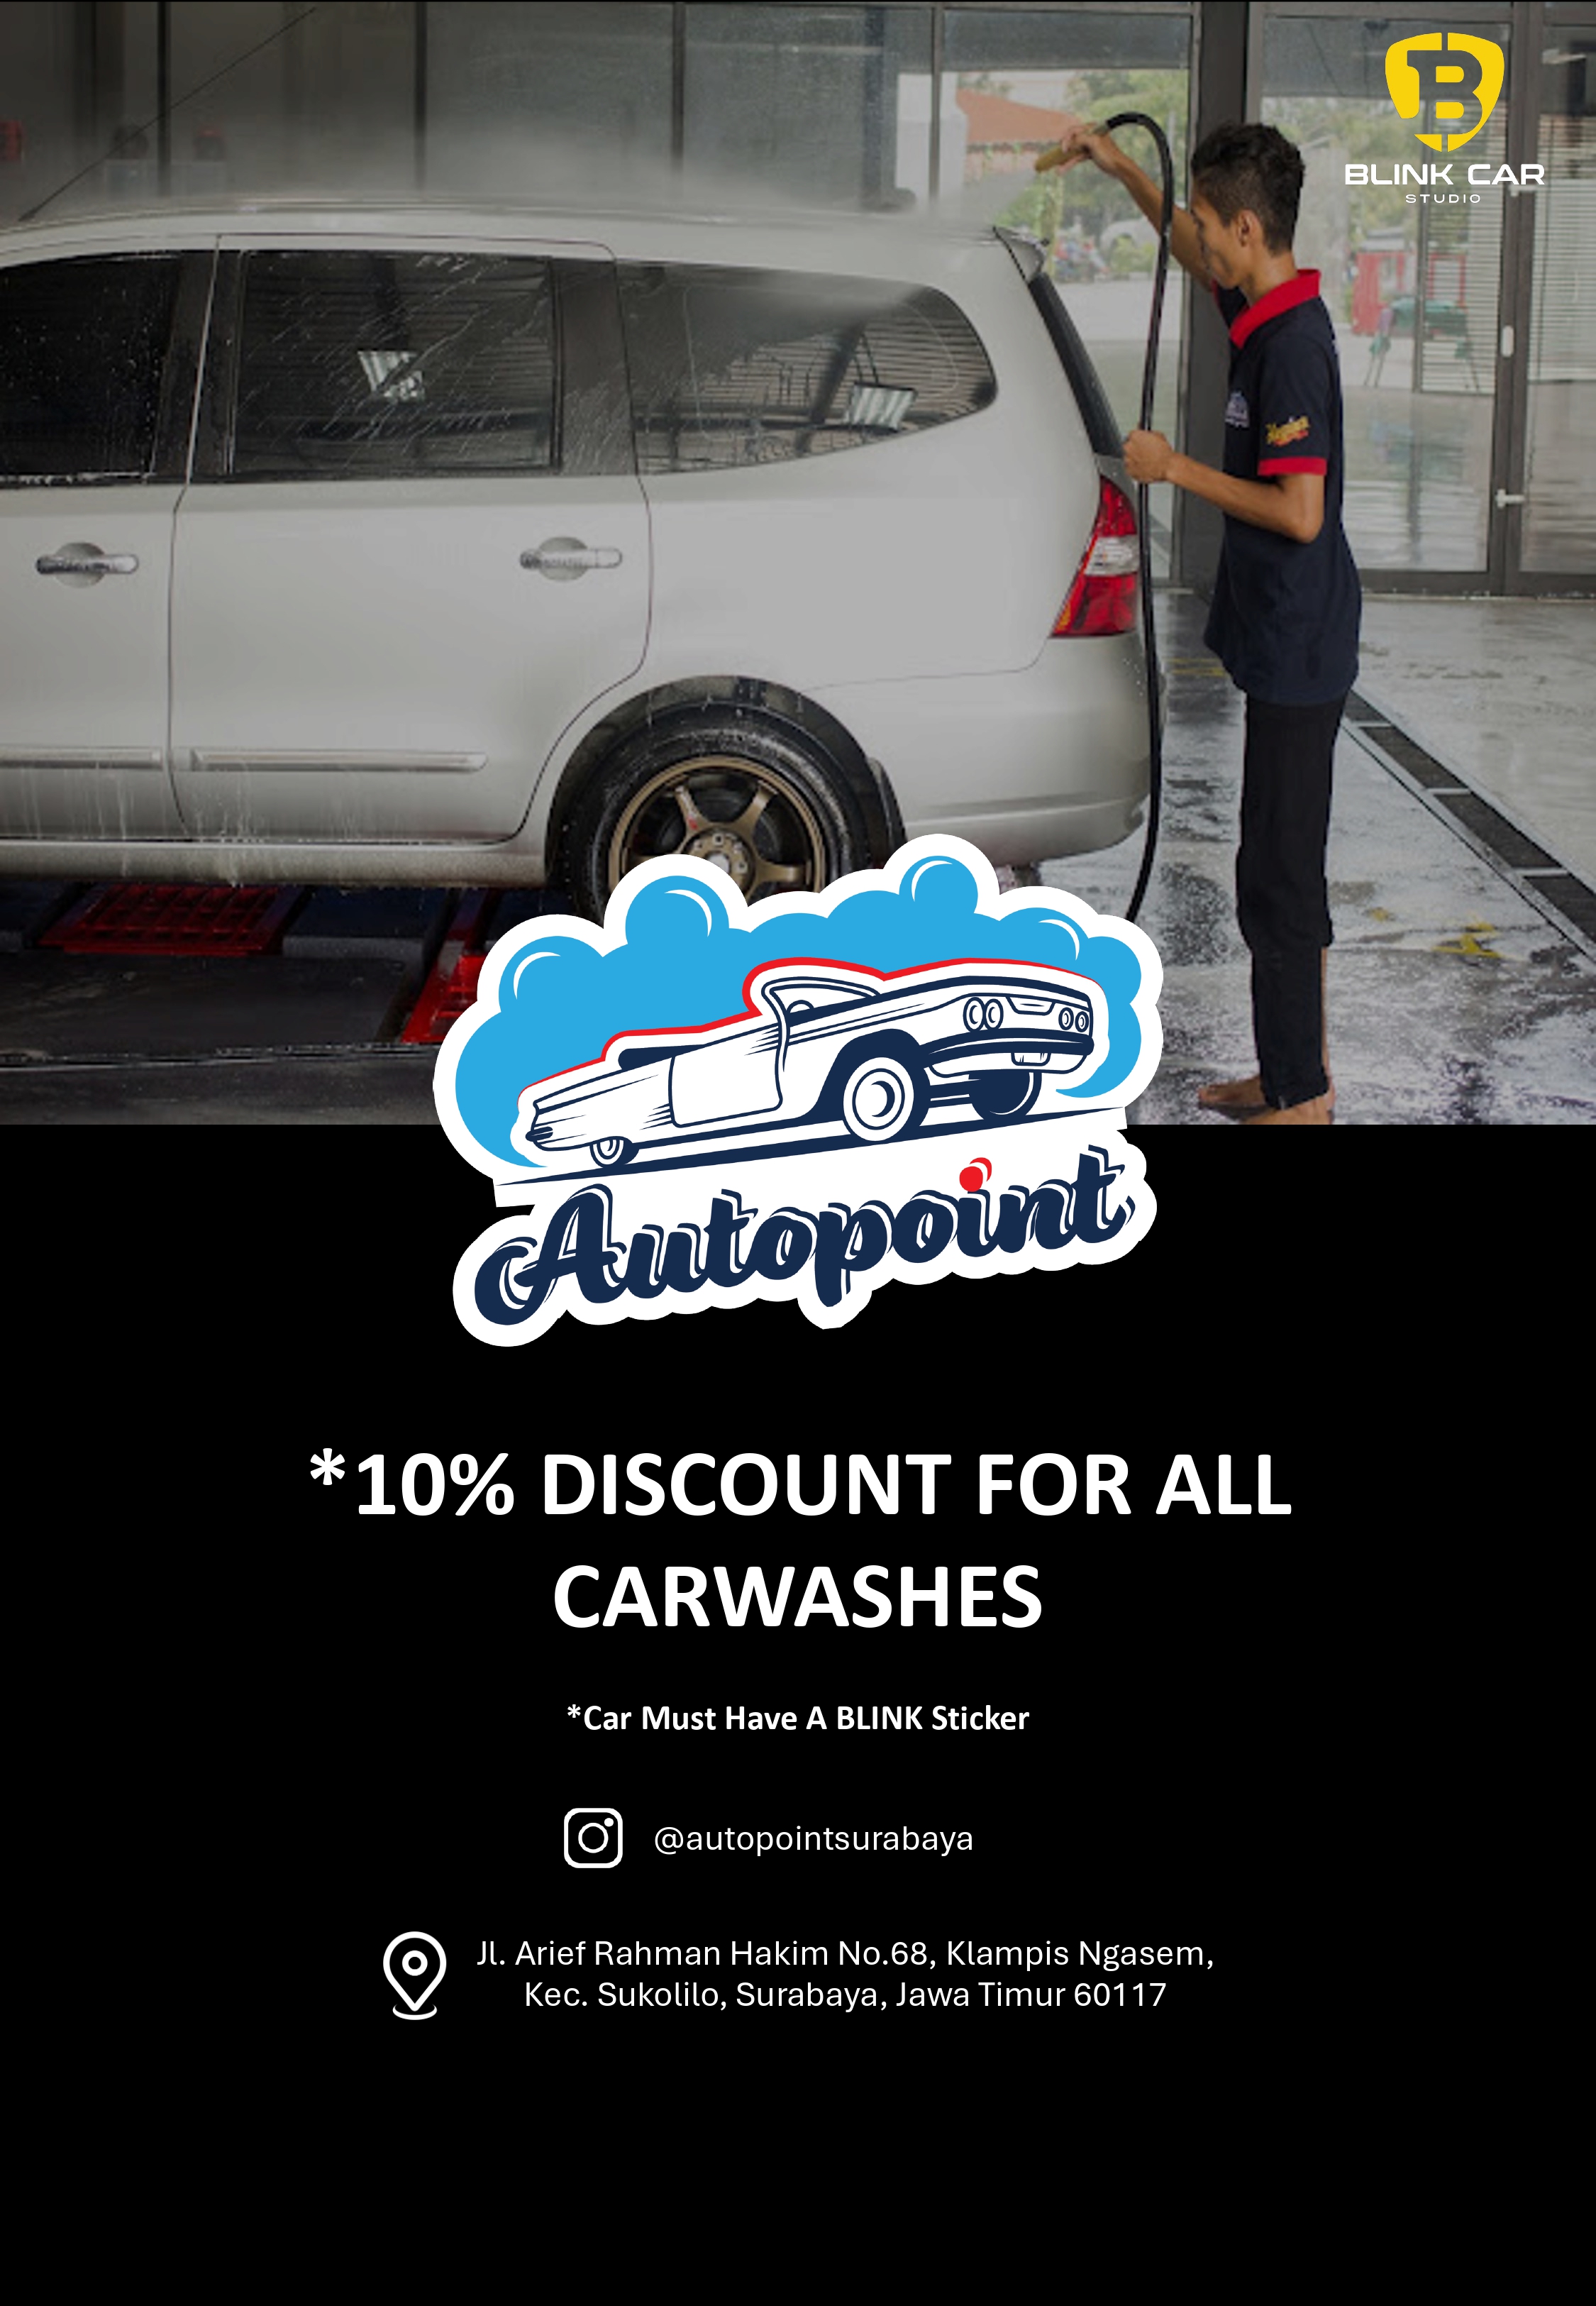 BLINK CAR
STUDIO
Autopoint
*10% DISCOUNT FOR ALL
CARWASHES
*Car Must Have A BLINK Sticker
@autopointsurabaya
Jl. Arief Rahman Hakim No.68, Klampis Ngasem,
Kec. Sukolilo, Surabaya, Jawa Timur 60117